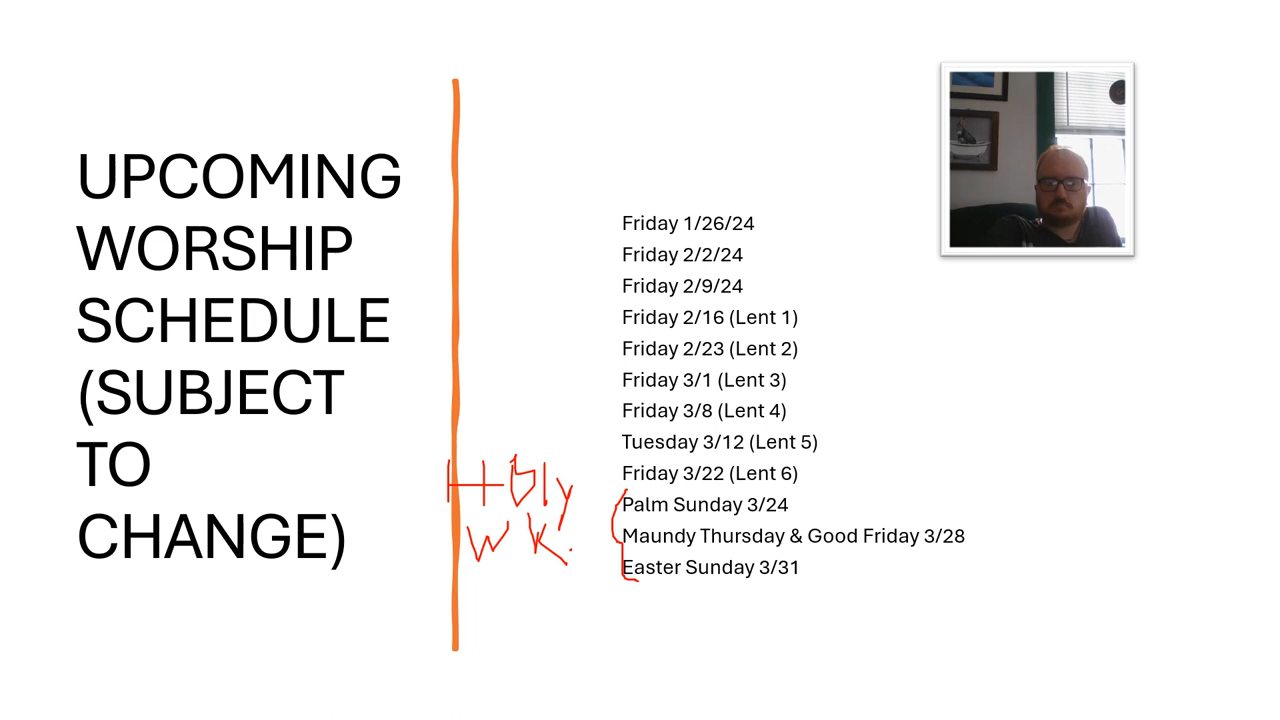 UPCOMING
WORSHIP
SCHEDULE
(SUBJECT
TO
CHANGE)
Friday 1/26/24
Friday 2/2/24
Friday 2/9/24
Friday 2/16 (Lent 1)
Friday 2/23 (Lent 2)
Friday 3/1 (Lent 3)
Friday 3/8 (Lent 4)
Tuesday 3/12 (Lent 5)
Friday 3/22 (Lent 6)
Palm Sunday 3/24
Maundy Thursday & Good Friday 3/28
Easter Sunday 3/31
Holy
WK.